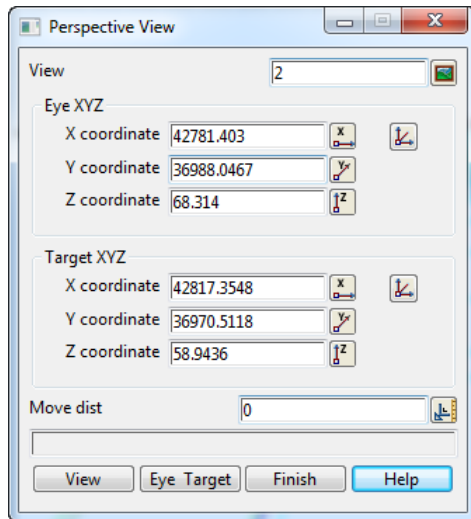 Perspective View
View 2
Eye XYZ
X coordinate 42781.403 X
Y coordinate 36988.0467 Y
Z coordinate 68.314 Z
Target XYZ
X coordinate 42817.3548 X
Y coordinate 36970.5118 Y
Z coordinate 58.9436 Z
Move dist 0
View Eye Target Finish Help